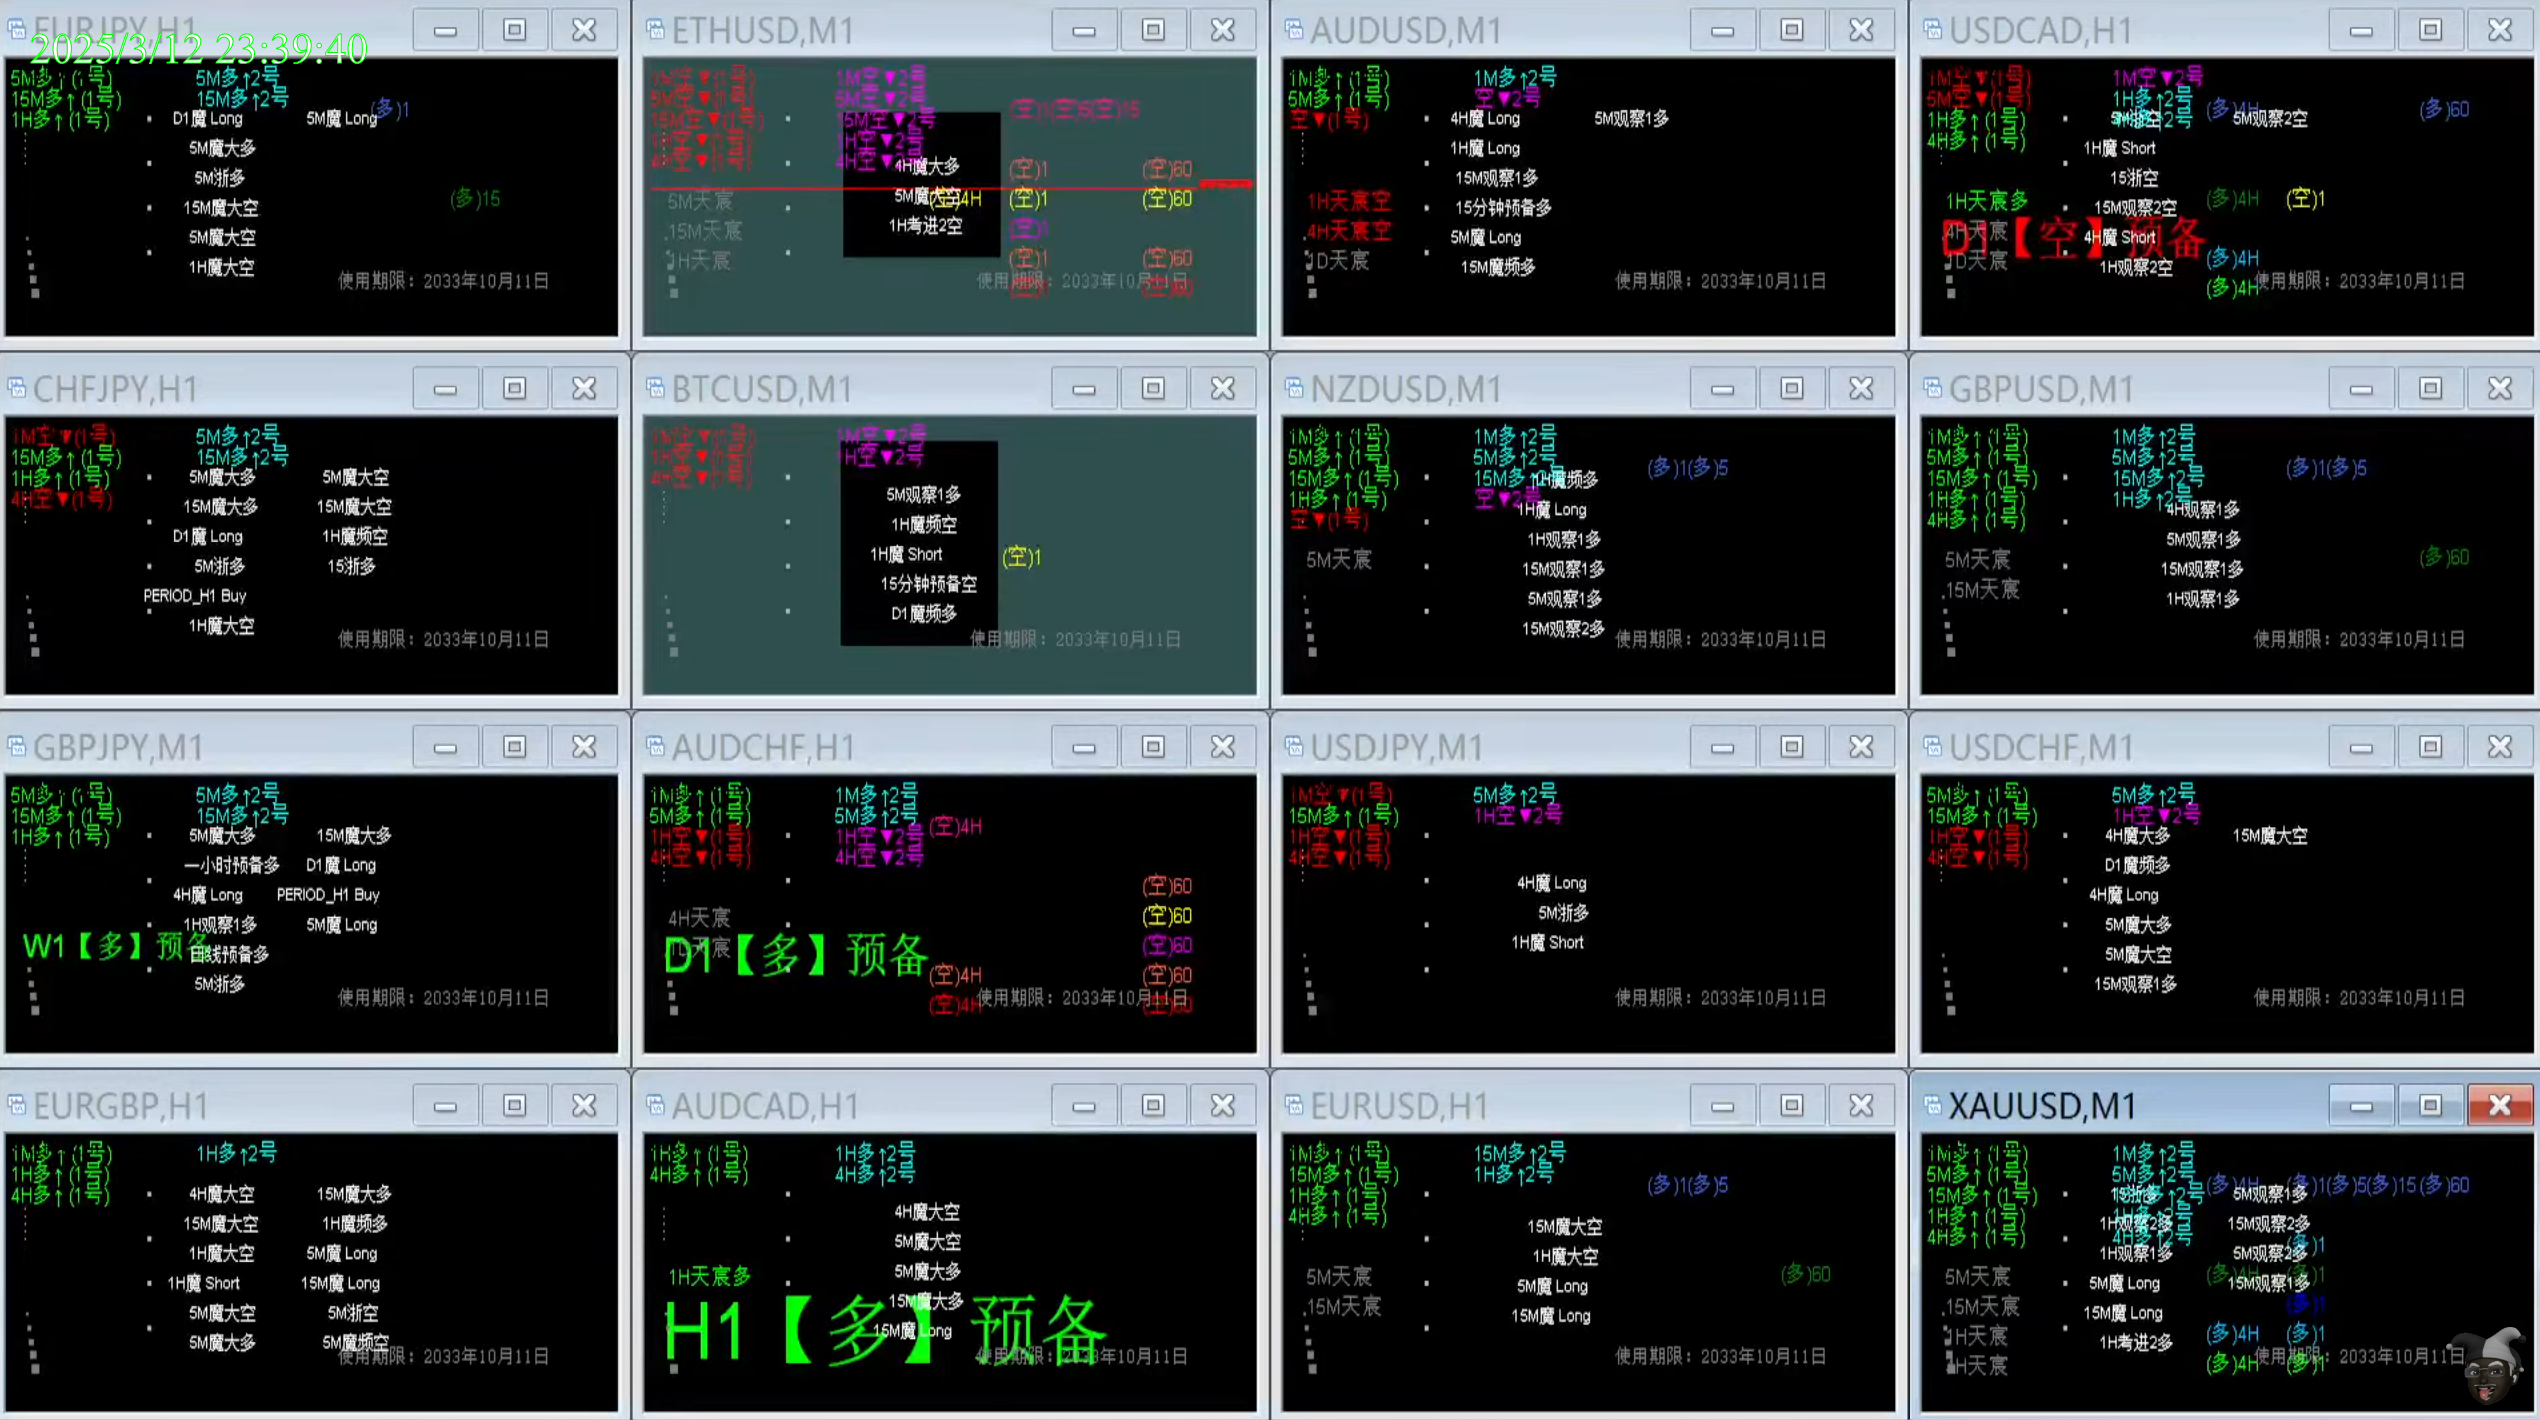 EURJPY,H1
2025/3/12 23:39:40
5M多↑(1号) 5M多↑2号
15M多↑(1号) 15M多↑2号 (多)1
1H多↑(1号) D1魔 Long 5M魔 Long
5M魔大多
5M浙多
(多)15
15M魔大空
5M魔大空
1H魔大空
使用期限：2033年10月11日
ETHUSD,M1
1M空▼(1号) 1M空▼2号
5M空▼(1号) 5M空▼2号
(空)1(空)5(空)15
15M空▼(1号) 15M空▼2号
1H空▼(1号) 1H空▼2号
4H空▼(1号) 4H空▼2号
4H魔大多 (空)1 (空)60
5M天宸 (空)4H (空)1 (空)60
15M天宸 1H考进2空 (空)1
1H天宸 (空)1 (空)60
使用期限：2033年10月11日
AUDUSD,M1
1M多↑(1号) 1M多↑2号
5M多↑(1号) 空▼2号
空▼(1号) 4H魔 Long 5M观察1多
1H魔 Long
15M观察1多
1H天宸空 15分钟预备多
4H天宸空 5M魔 Long
1D天宸 15M魔频多
使用期限：2033年10月11日
USDCAD,H1
1M空▼(1号) 1M空▼2号
5M空▼(1号) 1H多↑2号 (多)4H (多)60
1H多↑(1号) 5M观察2空
4H多↑(1号) 1H魔 Short
15浙空
1H天宸多 15M观察2空 (多)4H (空)1
4H天宸 4H魔 Short
D1【空】预备
1D天宸 1H观察2空 (多)4H
(多)4H 使用期限：2033年10月11日
CHFJPY,H1
1M空▼(1号) 5M多↑2号
15M多↑(1号) 15M多↑2号
1H多↑(1号) 5M魔大多 5M魔大空
4H空▼(1号) 15M魔大多 15M魔大空
D1魔 Long 1H魔频空
5M浙多 15浙多
PERIOD_H1 Buy
1H魔大空
使用期限：2033年10月11日
BTCUSD,M1
1M空▼(1号) 1M空▼2号
1H空▼(1号) 1H空▼2号
4H空▼(1号)
5M观察1多
1H魔频空
1H魔 Short (空)1
15分钟预备空
D1魔频多
使用期限：2033年10月11日
NZDUSD,M1
1M多↑(1号) 1M多↑2号
5M多↑(1号) 5M多↑2号 (多)1(多)5
15M多↑(1号) 15M多↑2号
1H多↑(1号) 空▼2号
空▼(1号) 1H魔 Long
1H观察1多
5M天宸 15M观察1多
5M观察1多
15M观察2多
使用期限：2033年10月11日
GBPUSD,M1
1M多↑(1号) 1M多↑2号
5M多↑(1号) 5M多↑2号 (多)1(多)5
15M多↑(1号) 15M多↑2号
1H多↑(1号) 1H多↑2号
4H多↑(1号) 4H观察1多
5M观察1多
5M天宸 15M观察1多 (多)60
15M天宸 1H观察1多
使用期限：2033年10月11日
GBPJPY,M1
5M多↑(1号) 5M多↑2号
15M多↑(1号) 15M多↑2号
1H多↑(1号) 5M魔大多 15M魔大多
一小时预备多 D1魔 Long
4H魔 Long PERIOD_H1 Buy
1H观察1多 5M魔 Long
W1【多】预备
日线预备多
5M浙多
使用期限：2033年10月11日
AUDCHF,H1
1M多↑(1号) 1M多↑2号
5M多↑(1号) 5M多↑2号
1H空▼(1号) 1H空▼2号 (空)4H
4H空▼(1号) 4H空▼2号
(空)60
4H天宸 (空)60
D1【多】预备 (空)60
(空)4H (空)60
(空)4H 使用期限：2033年10月11日 (空)60
USDJPY,M1
1M空▼(1号) 5M多↑2号
15M多↑(1号) 1H空▼2号
1H空▼(1号)
4H空▼(1号)
4H魔 Long
5M浙多
1H魔 Short
使用期限：2033年10月11日
USDCHF,M1
5M多↑(1号) 5M多↑2号
15M多↑(1号) 1H空▼2号
1H空▼(1号) 4H魔大多 15M魔大空
4H空▼(1号) D1魔频多
4H魔 Long
5M魔大多
5M魔大空
15M观察1多
使用期限：2033年10月11日
EURGBP,H1
1M多↑(1号) 1H多↑2号
1H多↑(1号)
4H多↑(1号) 4H魔大空 15M魔大多
15M魔大空 1H魔频多
1H魔大空 5M魔 Long
1H魔 Short 15M魔 Long
5M魔大空 5M浙空
5M魔大多 5M魔频空
使用期限：2033年10月11日
AUDCAD,H1
1H多↑(1号) 1H多↑2号
4H多↑(1号) 4H多↑2号
4H魔大空
5M魔大空
1H天宸多 5M魔大多
15M魔大多
H1【多】预备
15M魔 Long
使用期限：2033年10月11日
EURUSD,H1
1M多↑(1号) 15M多↑2号
15M多↑(1号) 1H多↑2号 (多)1(多)5
1H多↑(1号)
4H多↑(1号) 15M魔大空
1H魔大空
5M天宸 5M魔 Long (多)60
15M天宸 15M魔 Long
使用期限：2033年10月11日
XAUUSD,M1
1M多↑(1号) 1M多↑2号
5M多↑(1号) 5M多↑2号 (多)4H (多)1(多)5(多)15(多)60
15M多↑(1号) 5M观察1多
1H多↑(1号) 1H观察2多 15M观察2多
4H多↑(1号) 4H多↑2号 (多)1
1H观察1多 5M观察2多
5M天宸 5M魔 Long (多)4H 15M观察1多
15M天宸 15M魔 Long (多)1
1H天宸 1H考进2多 (多)4H (多)1
4H天宸 (多)4H (多)1 使用期限：2033年10月11日